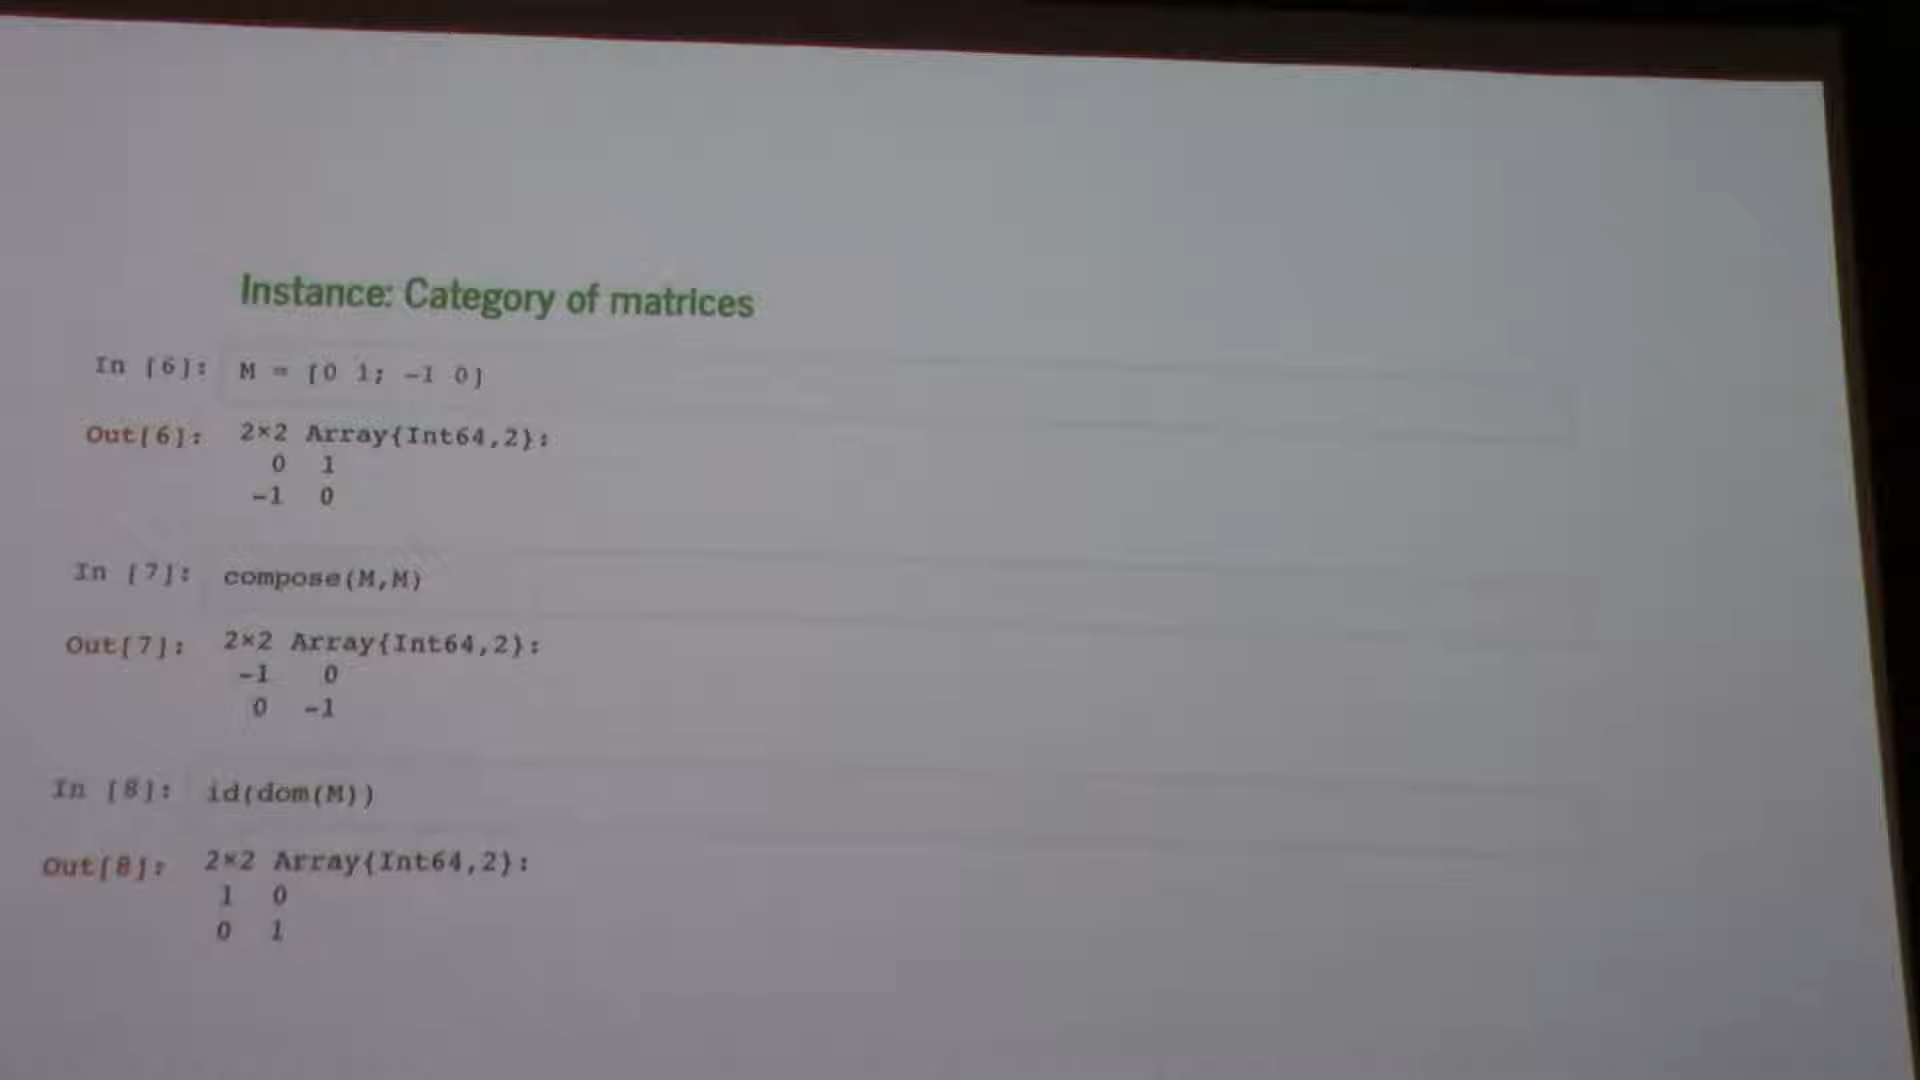 Instance: Category of matrices
In [6]: M = [0 1; -1 0]
Out[6]: 2×2 Array{Int64,2}:
0 1
-1 0
In [7]: compose(M,M)
Out[7]: 2×2 Array{Int64,2}:
-1 0
0 -1
In [8]: id(dom(M))
Out[8]: 2×2 Array{Int64,2}:
1 0
0 1